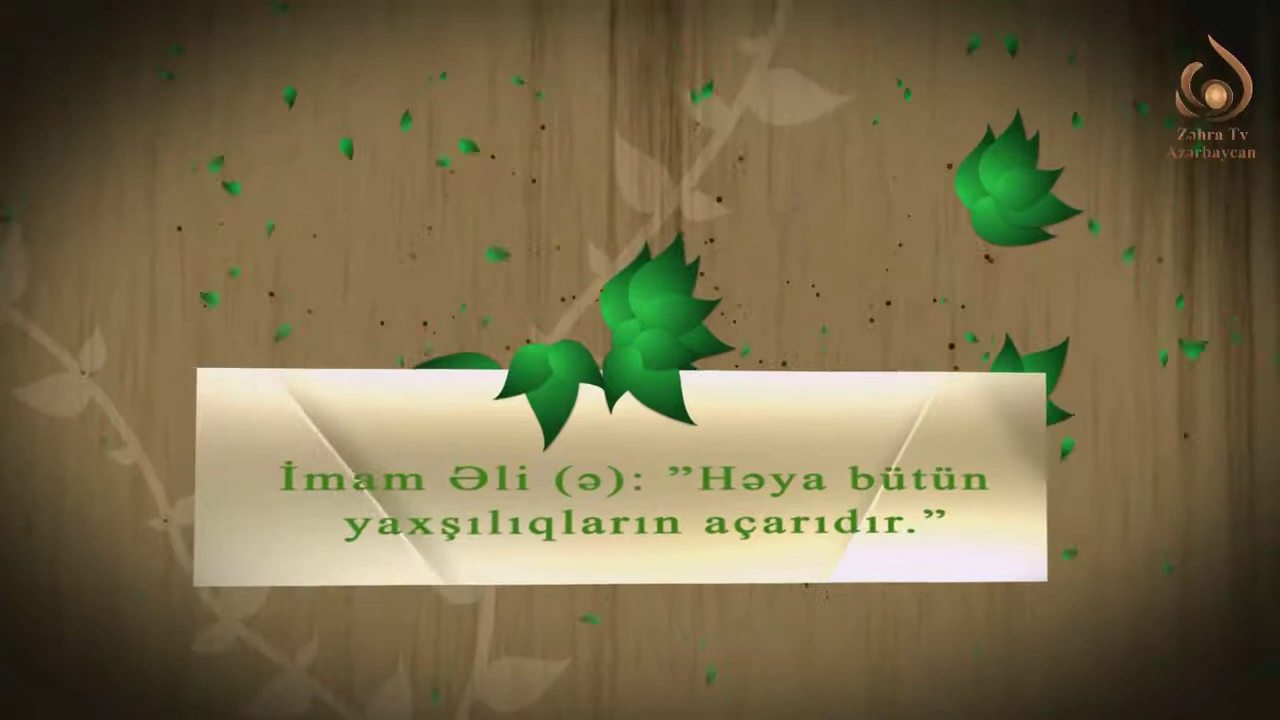 Zəhra Tv
Azərbaycan
İmam Əli (ə): ”Həya bütün
yaxşılıqların açarıdır.”